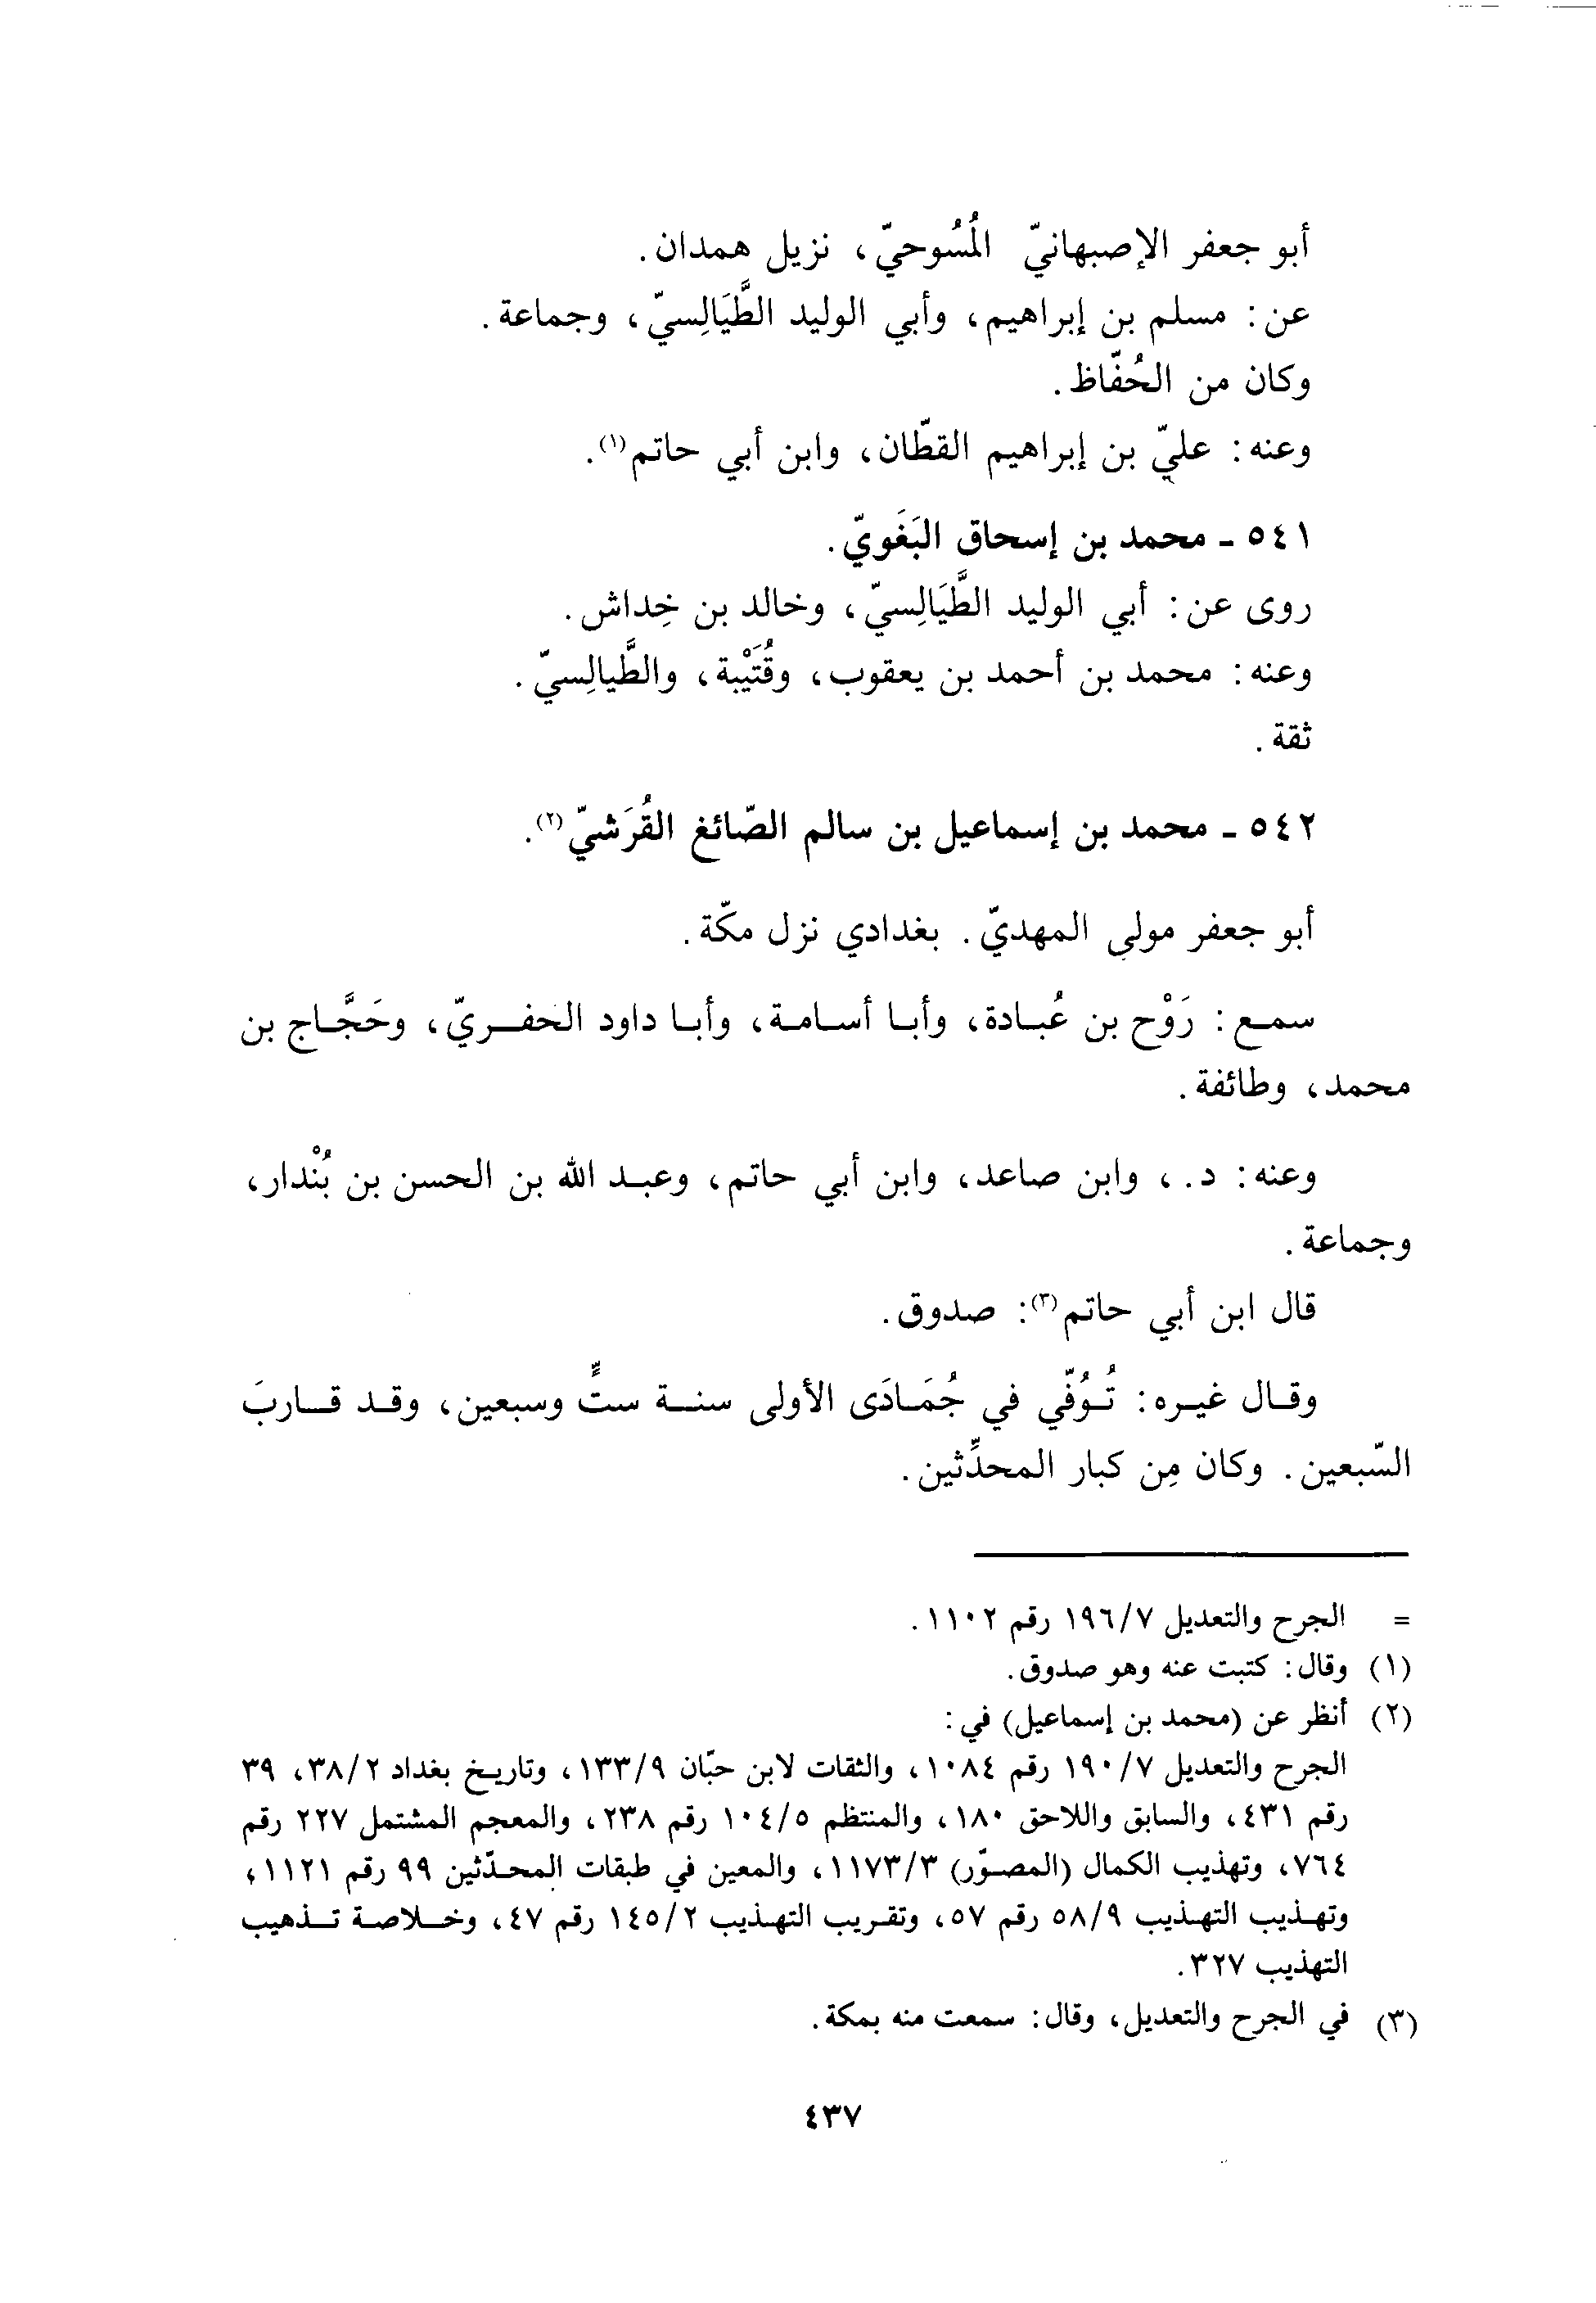 أبو جعفر الإصبهانيّ المُسُوحيّ، نزيل همدان.
عن: مسلم بن إبراهيم، وأبي الوليد الطَّيَالِسيّ، وجماعة.
وكان من الحُفّاظ.
وعنه: عليّ بن إبراهيم القطّان، وابن أبي حاتم(١).
٥٤١ - محمد بن إسحاق البَغَويّ.
روى عن: أبي الوليد الطَّيَالِسيّ، وخالد بن خِداش.
وعنه: محمد بن أحمد بن يعقوب، وقُتَيْبة، والطَّيالِسيّ.
ثقة.
٥٤٢ - محمد بن إسماعيل بن سالم الصّائغ القُرَشيّ(٢).
أبو جعفر مولى المهديّ. بغدادي نزل مكّة.
سمع: رَوْح بن عُبادة، وأبا أسامة، وأبا داود الحفريّ، وحَجَّاج بن
محمد، وطائفة.
وعنه: د.، وابن صاعد، وابن أبي حاتم، وعبد الله بن الحسن بن بُنْدار،
وجماعة.
قال ابن أبي حاتم(٣): صدوق.
وقال غيره: تُوُفّي في جُمَادَى الأولى سنة ستٍّ وسبعين، وقد قاربَ
السّبعين. وكان مِن كبار المحدِّثين.
= الجرح والتعديل ١٩٦/٧ رقم ١١٠٢.
(١) وقال: كتبت عنه وهو صدوق.
(٢) أنظر عن (محمد بن إسماعيل) في:
الجرح والتعديل ١٩٠/٧ رقم ١٠٨٤، والثقات لابن حبّان ١٣٣/٩، وتاريخ بغداد ٣٨/٢، ٣٩
رقم ٤٣١، والسابق واللاحق ١٨٠، والمنتظم ١٠٤/٥ رقم ٢٣٨، والمعجم المشتمل ٢٢٧ رقم
٧٦٤، وتهذيب الكمال (المصوّر) ١١٧٣/٣، والمعين في طبقات المحدّثين ٩٩ رقم ١١٢١،
وتهذيب التهذيب ٥٨/٩ رقم ٥٧، وتقريب التهذيب ١٤٥/٢ رقم ٤٧، وخلاصة تذهيب
التهذيب ٣٢٧.
(٣) في الجرح والتعديل، وقال: سمعت منه بمكة.
٤٣٧